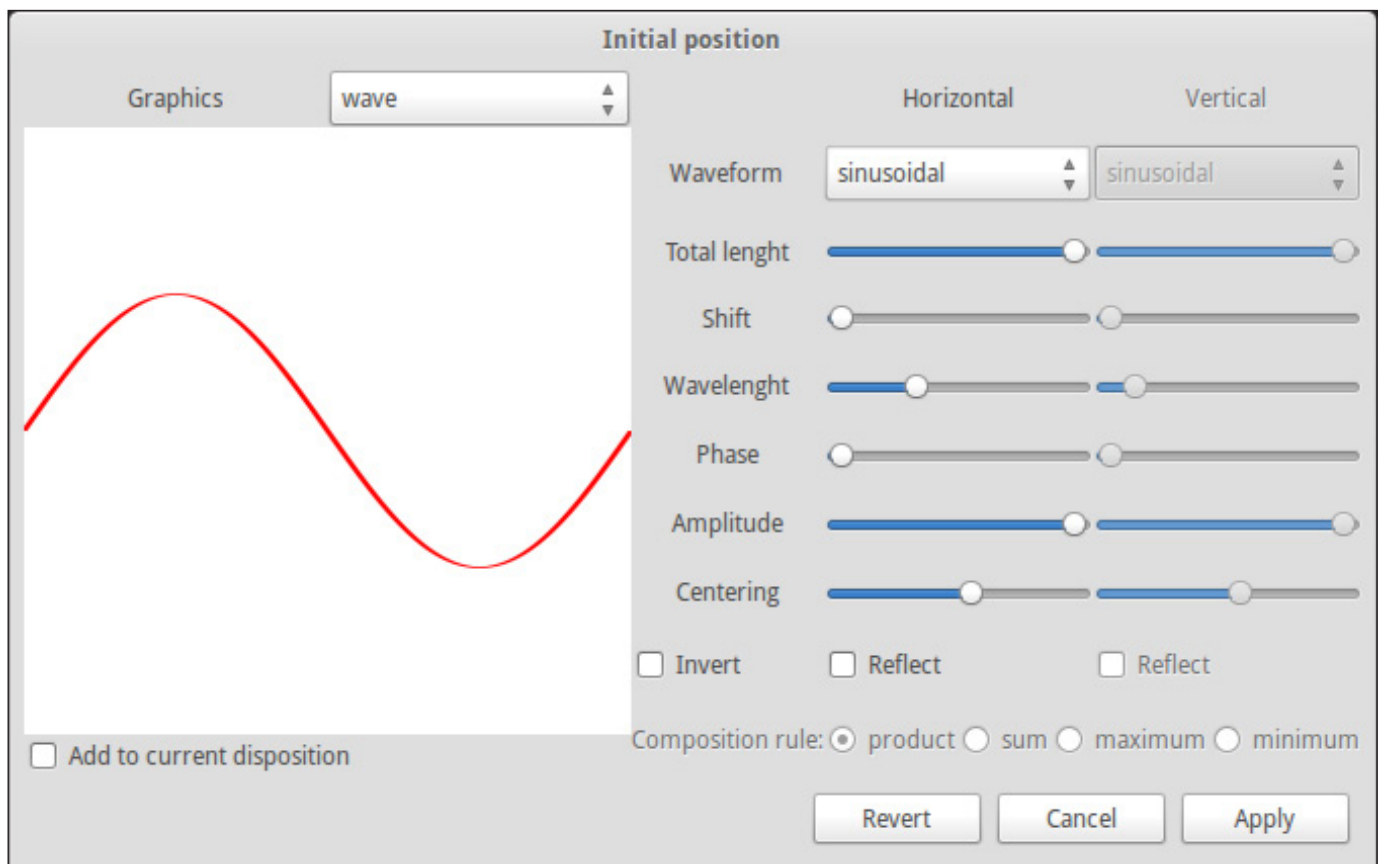 Initial position
Graphics wave Horizontal Vertical
Waveform sinusoidal sinusoidal
Total lenght
Shift
Wavelenght
Phase
Amplitude
Centering
Invert Reflect Reflect
Composition rule: product sum maximum minimum
Add to current disposition
Revert Cancel Apply